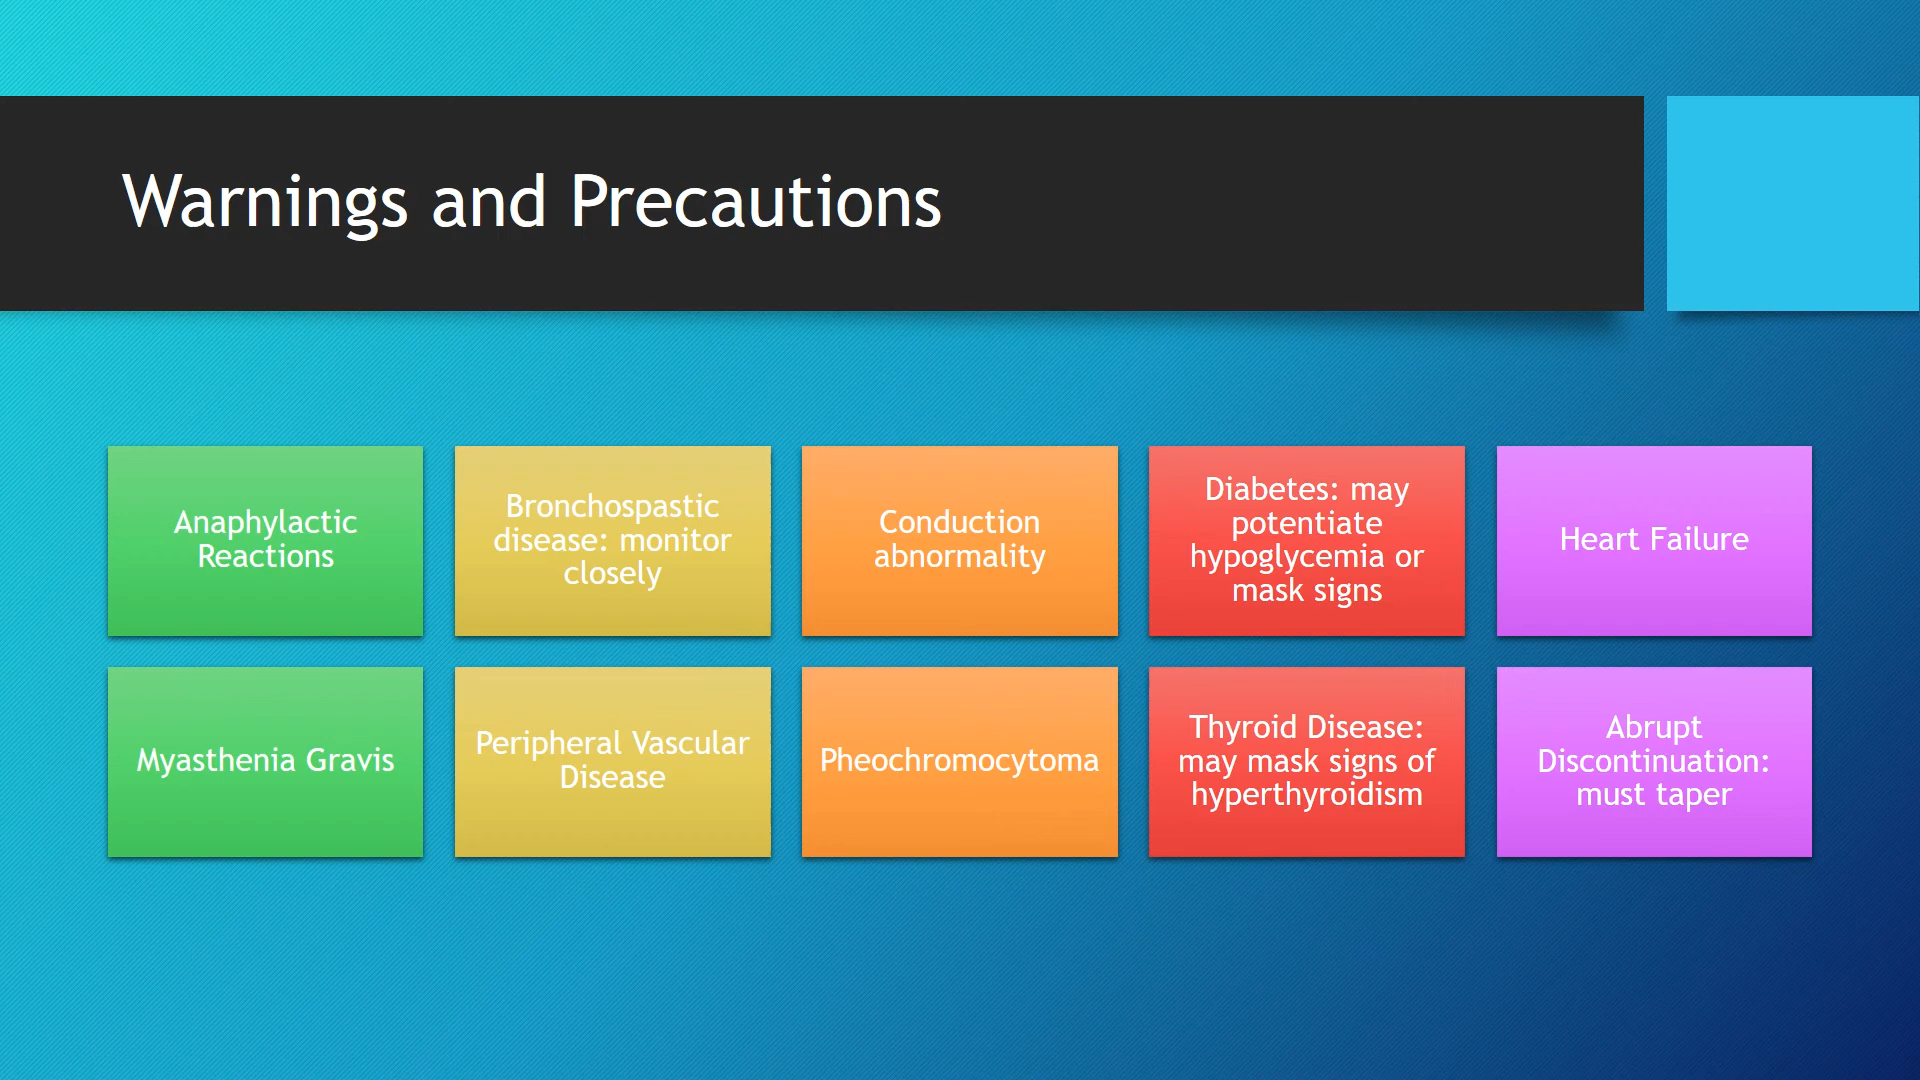 Warnings and Precautions
Anaphylactic
Reactions
Bronchospastic
disease: monitor
closely
Conduction
abnormality
Diabetes: may
potentiate
hypoglycemia or
mask signs
Heart Failure
Myasthenia Gravis
Peripheral Vascular
Disease
Pheochromocytoma
Thyroid Disease:
may mask signs of
hyperthyroidism
Abrupt
Discontinuation:
must taper